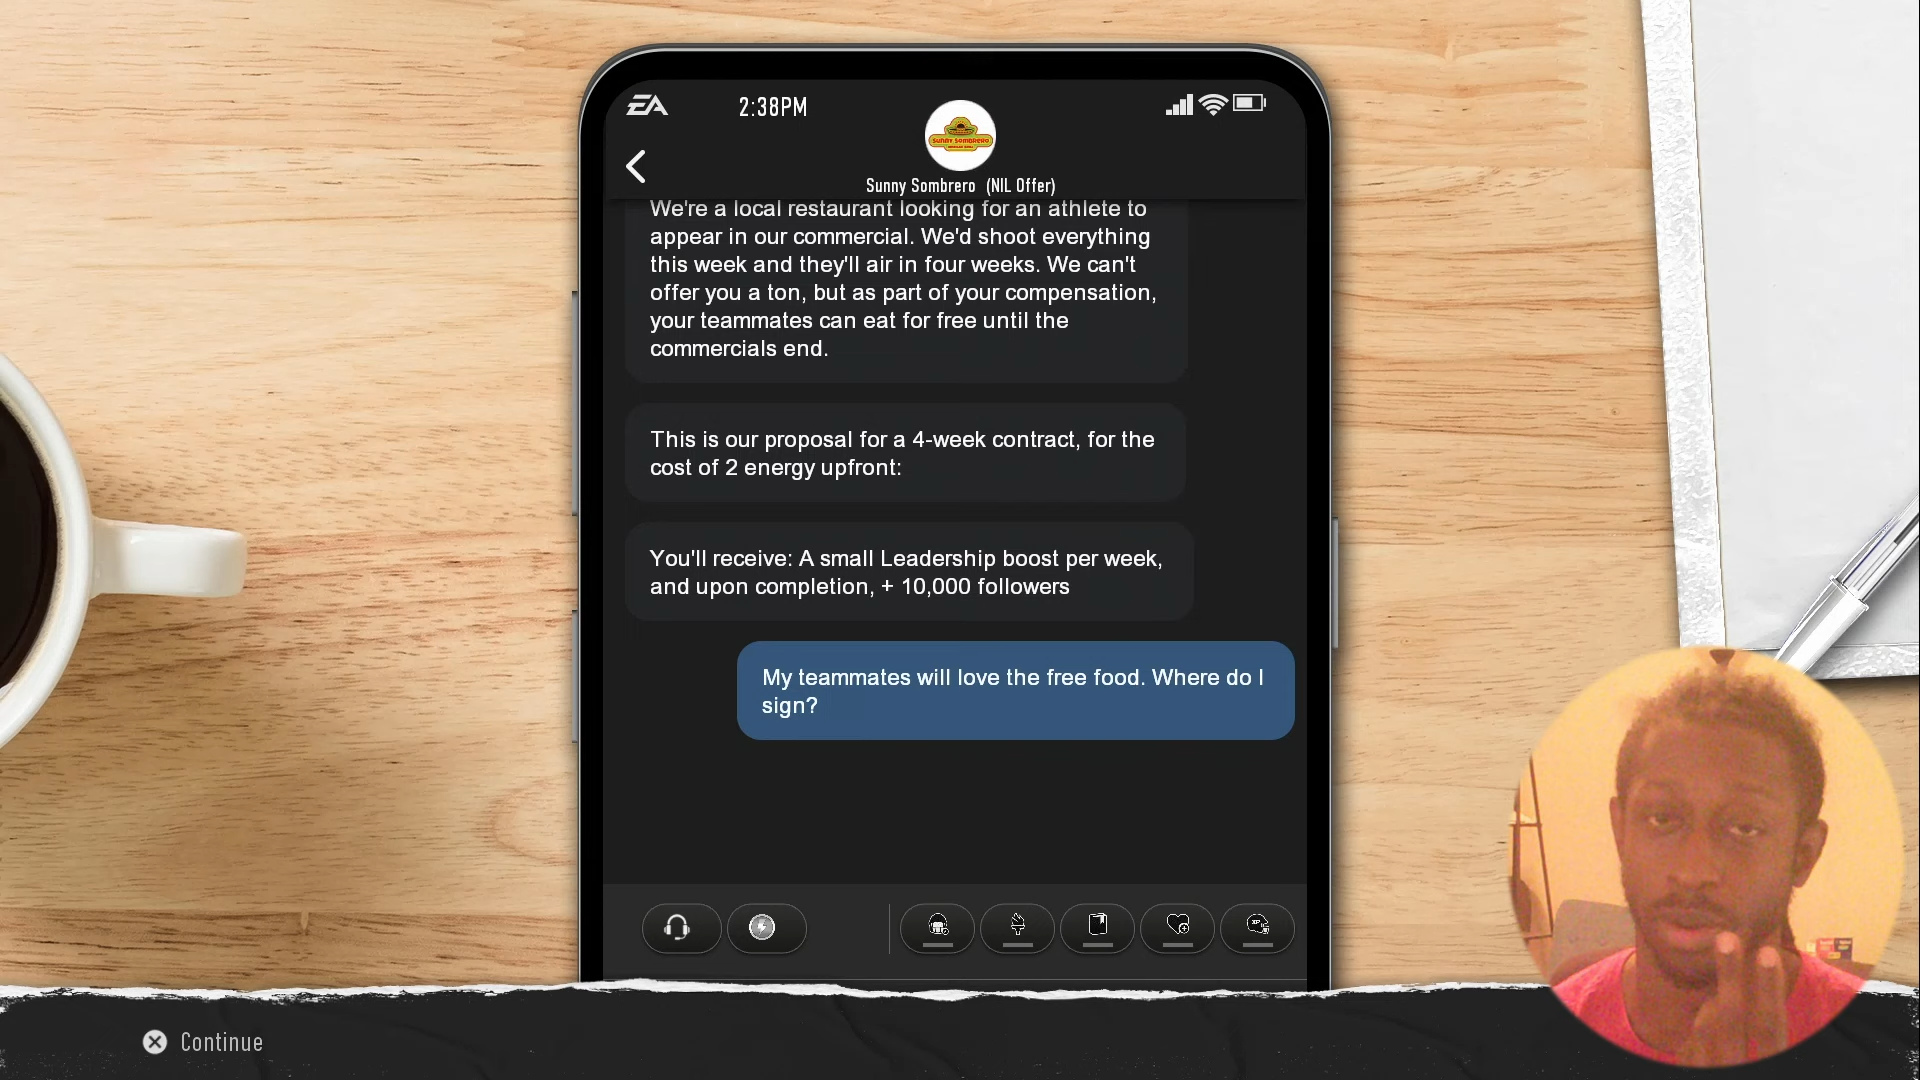 EA
2:38PM
Sunny Sombrero
Sunny Sombrero (NIL Offer)
We're a local restaurant looking for an athlete to
appear in our commercial. We'd shoot everything
this week and they'll air in four weeks. We can't
offer you a ton, but as part of your compensation,
your teammates can eat for free until the
commercials end.
This is our proposal for a 4-week contract, for the
cost of 2 energy upfront:
You'll receive: A small Leadership boost per week,
and upon completion, + 10,000 followers
My teammates will love the free food. Where do I
sign?
XP
Continue